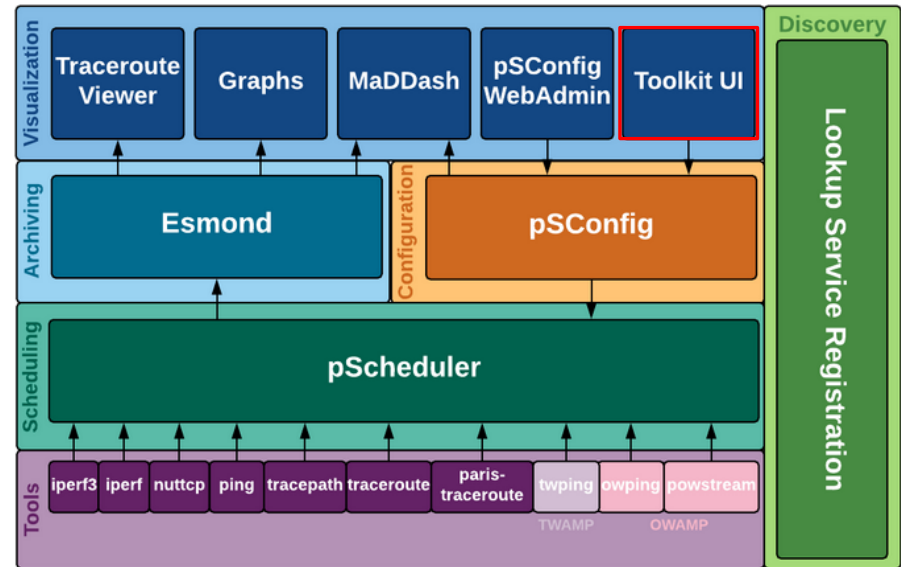 Visualization
Traceroute
Viewer
Graphs
MaDDash
pSConfig
WebAdmin
Toolkit UI
Archiving
Esmond
Configuration
pSConfig
Scheduling
pScheduler
Tools
iperf3
iperf
nuttcp
ping
tracepath
traceroute
paris-
traceroute
twping
owping
powstream
TWAMP
OWAMP
Discovery
Lookup Service Registration